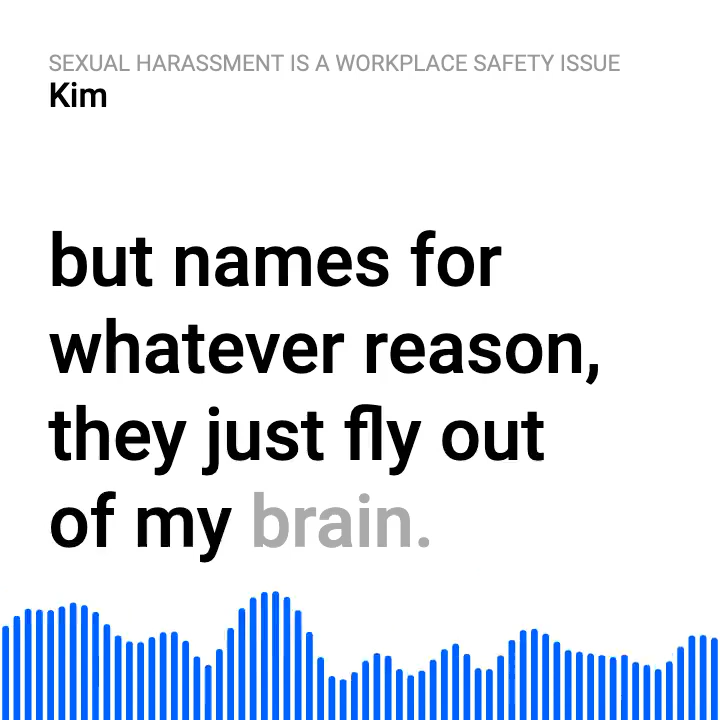 SEXUAL HARASSMENT IS A WORKPLACE SAFETY ISSUE
Kim
but names for
whatever reason,
they just fly out
of my brain.